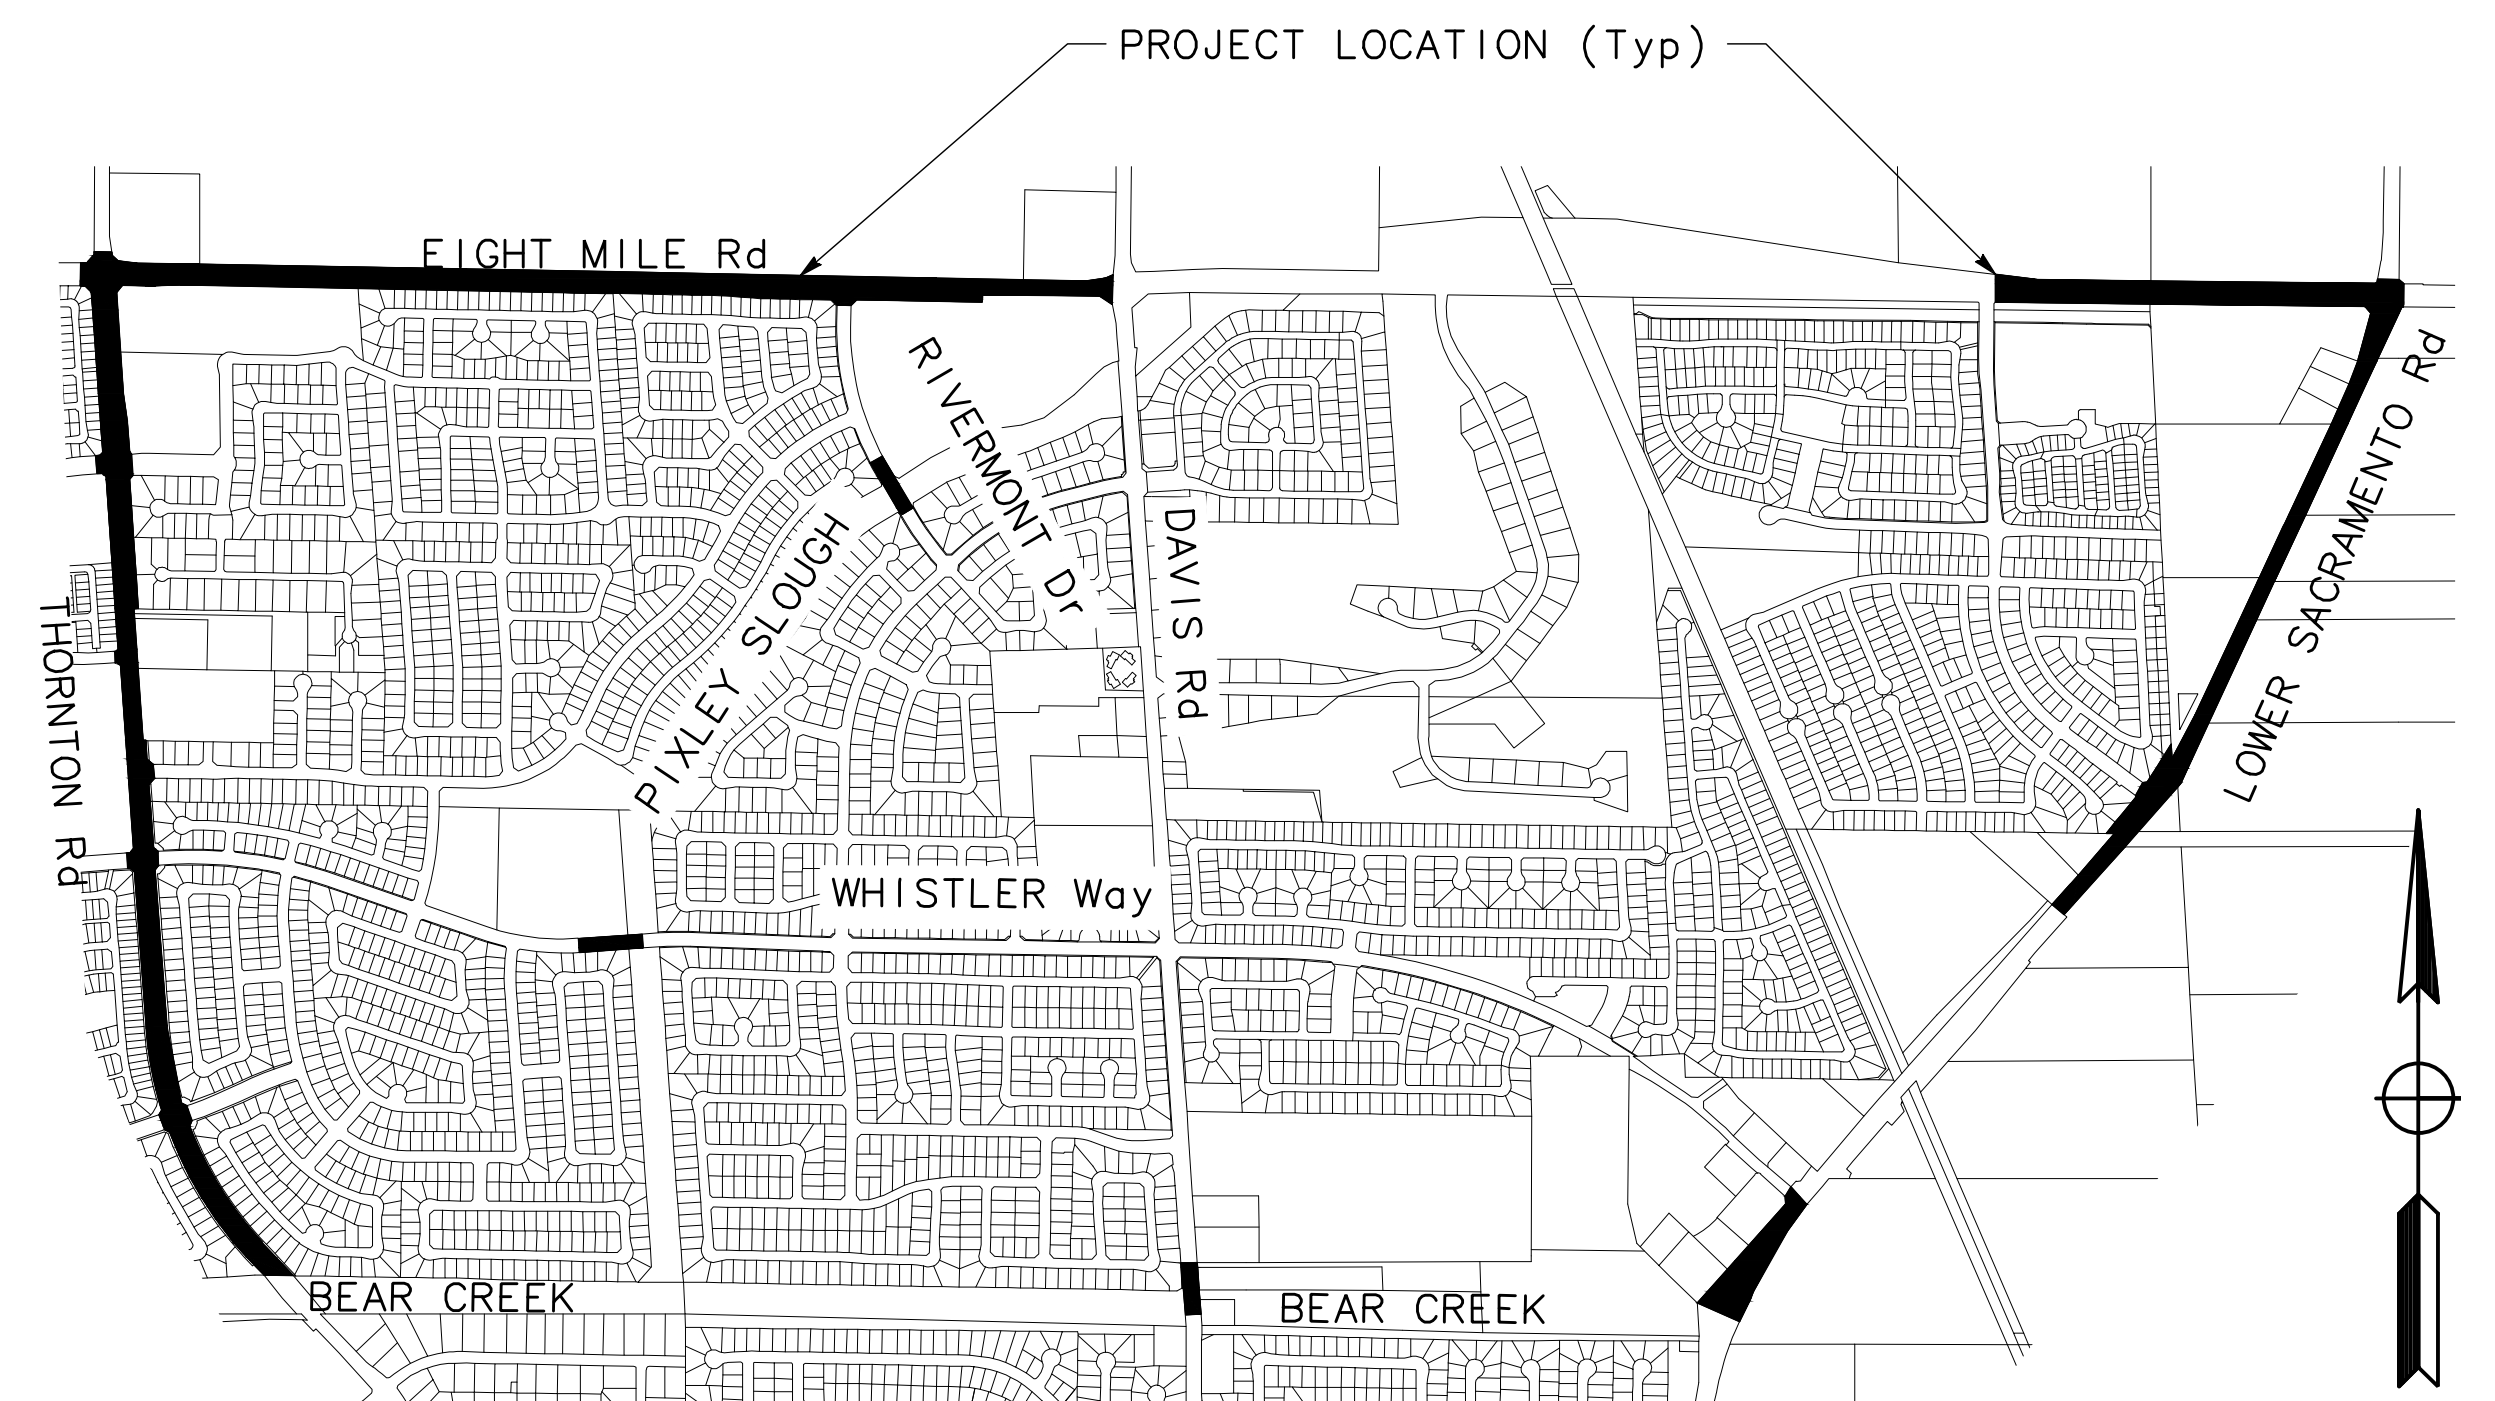 PROJECT LOCATION (Typ)
EIGHT MILE Rd
RIVERMONT Dr
LOWER SACRAMENTO Rd
DAVIS Rd
PIXLEY SLOUGH
THORNTON Rd
WHISTLER Way
BEAR CREEK
BEAR CREEK